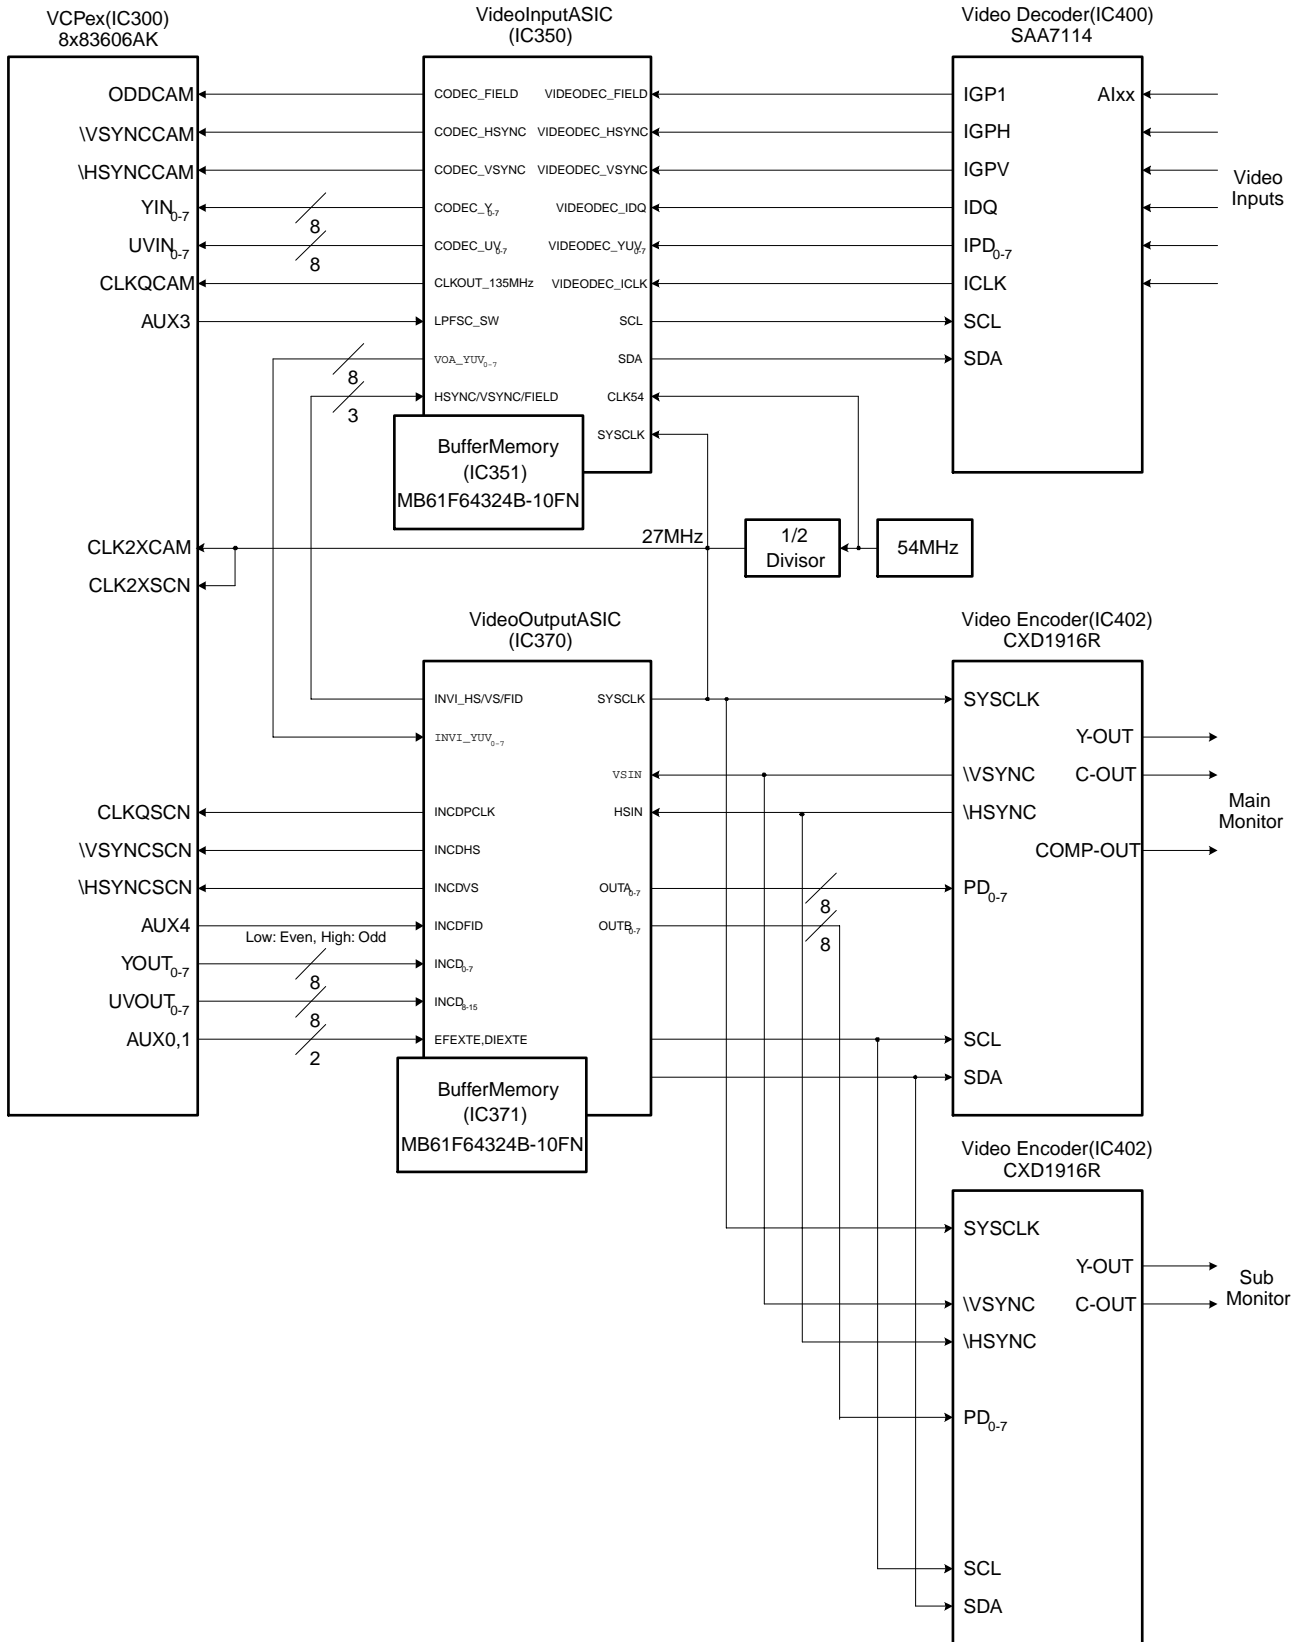 VCPex(IC300)
8x83606AK
VideoInputASIC
(IC350)
Video Decoder(IC400)
SAA7114
ODDCAM
CODEC_FIELD
VIDEODEC_FIELD
IGP1
AIxx
\VSYNCCAM
CODEC_HSYNC
VIDEODEC_HSYNC
IGPH
\HSYNCCAM
CODEC_VSYNC
VIDEODEC_VSYNC
IGPV
Video
Inputs
YIN0-7
8
CODEC_Y0-7
VIDEODEC_IDQ
IDQ
UVIN0-7
8
CODEC_UV0-7
VIDEODEC_YUV0-7
IPD0-7
CLKQCAM
CLKOUT_135MHz
VIDEODEC_ICLK
ICLK
AUX3
LPFSC_SW
SCL
SCL
8
VOA_YUV0-7
SDA
SDA
3
HSYNC/VSYNC/FIELD
CLK54
SYSCLK
BufferMemory
(IC351)
MB61F64324B-10FN
CLK2XCAM
27MHz
1/2
Divisor
54MHz
CLK2XSCN
VideoOutputASIC
(IC370)
Video Encoder(IC402)
CXD1916R
INVI_HS/VS/FID
SYSCLK
SYSCLK
INVI_YUV0-7
Y-OUT
VSIN
\VSYNC
C-OUT
Main
Monitor
CLKQSCN
INCDPCLK
HSIN
\HSYNC
\VSYNCSCN
INCDHS
COMP-OUT
\HSYNCSCN
INCDVS
OUTA0-7
8
PD0-7
AUX4
INCDFID
OUTB0-7
8
Low: Even, High: Odd
YOUT0-7
8
INCD0-7
UVOUT0-7
8
INCD8-15
AUX0,1
2
EFEXTE,DIEXTE
SCL
SDA
BufferMemory
(IC371)
MB61F64324B-10FN
Video Encoder(IC402)
CXD1916R
SYSCLK
Y-OUT
Sub
Monitor
\VSYNC
C-OUT
\HSYNC
PD0-7
SCL
SDA